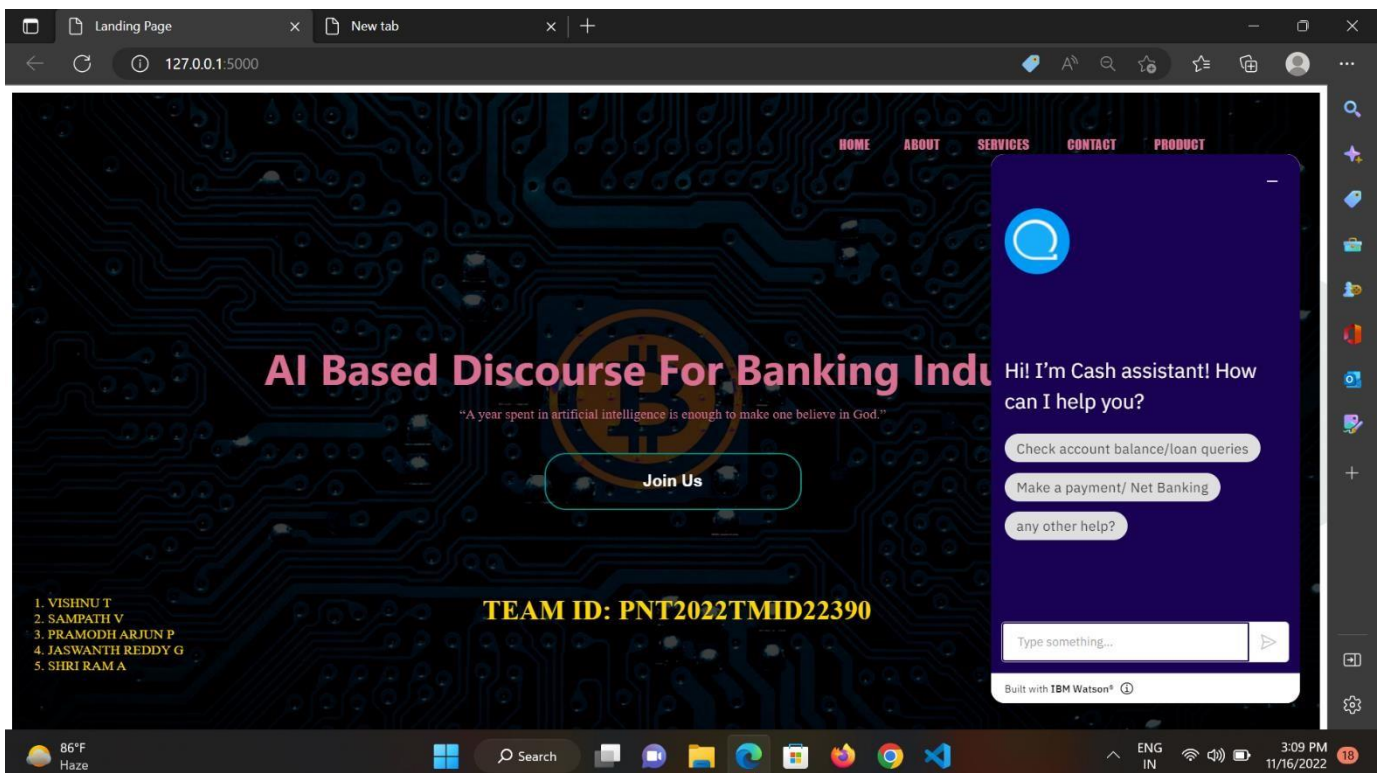 Landing Page
New tab
127.0.0.1:5000
HOME ABOUT SERVICES CONTACT PRODUCT
AI Based Discourse For Banking Indu
“A year spent in artificial intelligence is enough to make one believe in God.”
Join Us
TEAM ID: PNT2022TMID22390
1. VISHNU T
2. SAMPATH V
3. PRAMODH ARJUN P
4. JASWANTH REDDY G
5. SHRI RAM A
Hi! I’m Cash assistant! How
can I help you?
Check account balance/loan queries
Make a payment/ Net Banking
any other help?
Type something...
Built with IBM Watson®
86°F
Haze
Search
ENG
IN
3:09 PM
11/16/2022
18